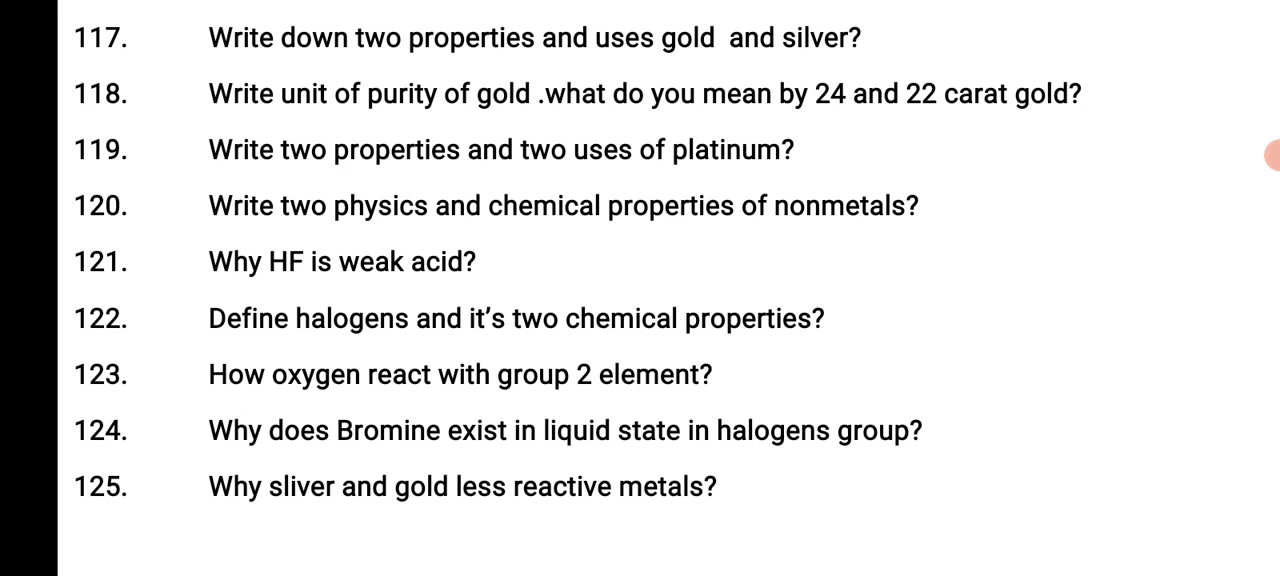 117. Write down two properties and uses gold  and silver?
118. Write unit of purity of gold .what do you mean by 24 and 22 carat gold?
119. Write two properties and two uses of platinum?
120. Write two physics and chemical properties of nonmetals?
121. Why HF is weak acid?
122. Define halogens and it’s two chemical properties?
123. How oxygen react with group 2 element?
124. Why does Bromine exist in liquid state in halogens group?
125. Why sliver and gold less reactive metals?